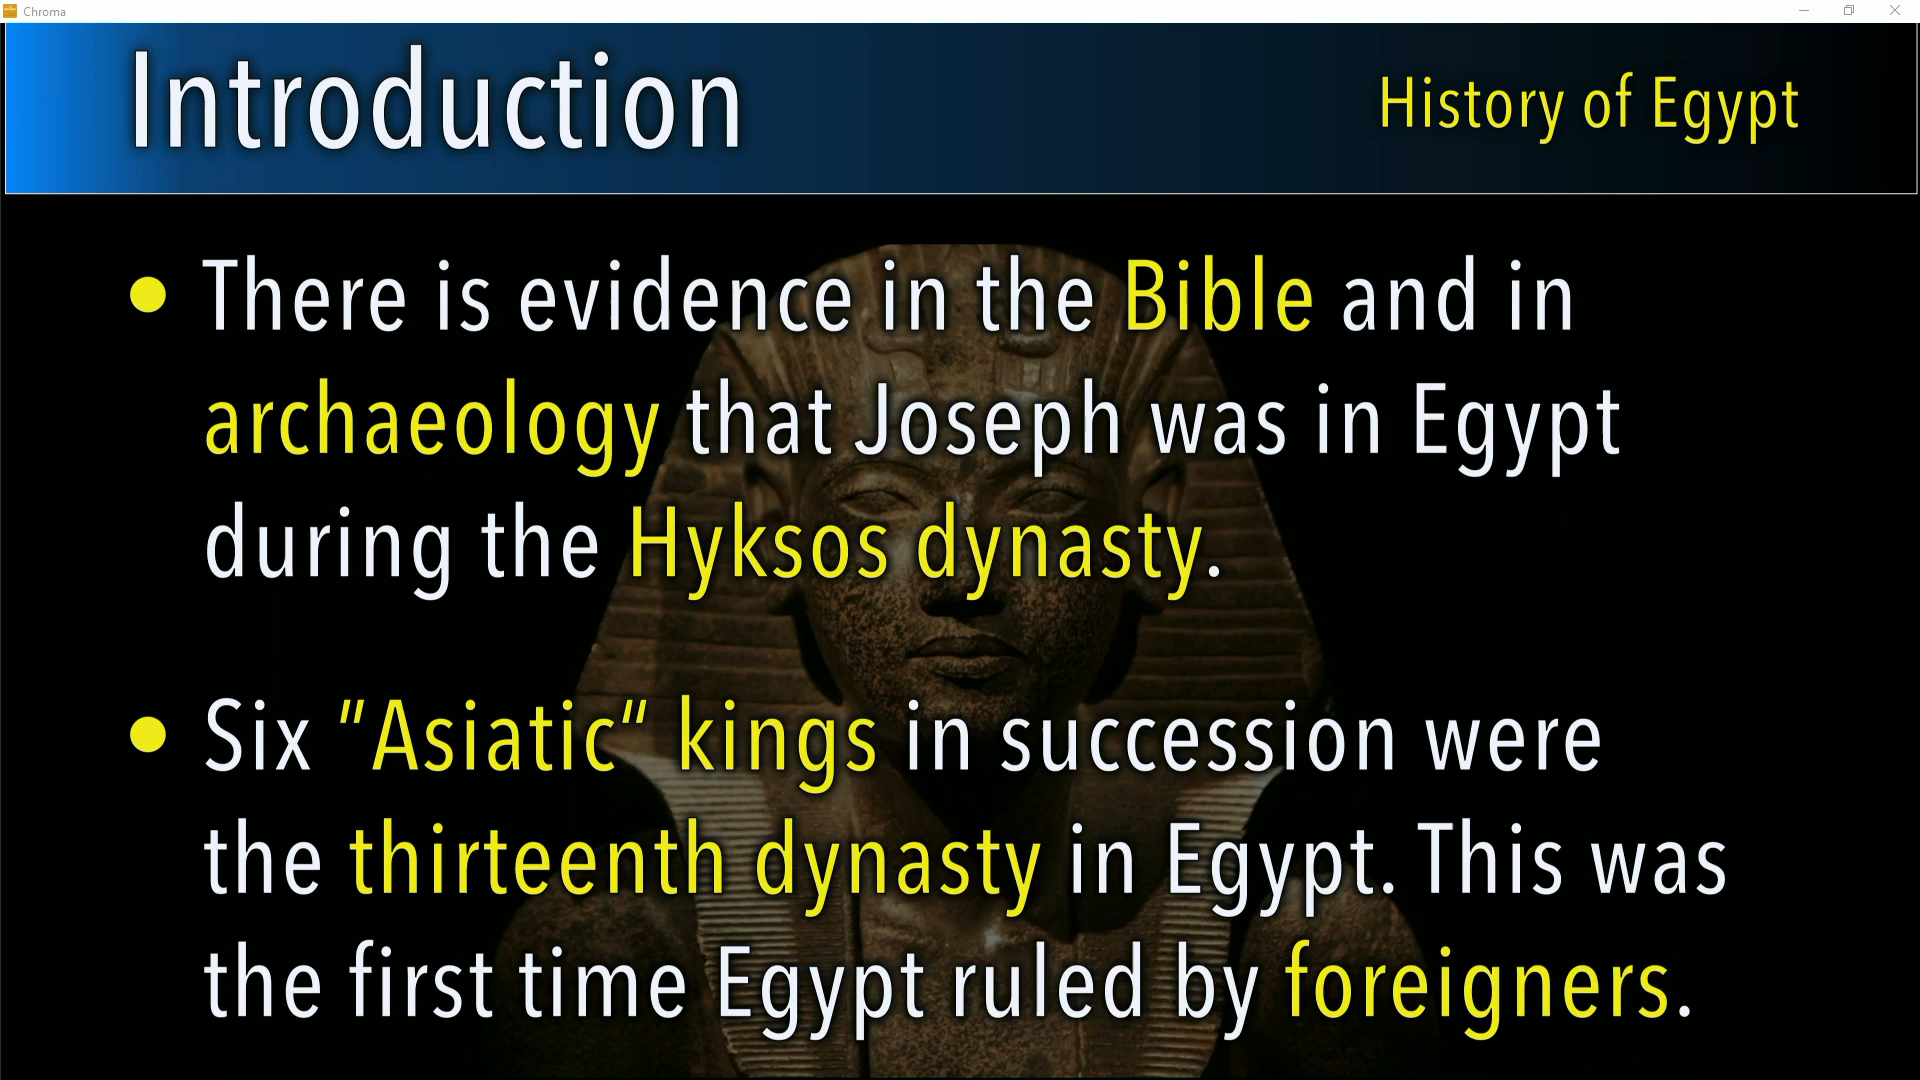 Chroma
Introduction
History of Egypt
• There is evidence in the Bible and in
archaeology that Joseph was in Egypt
during the Hyksos dynasty.
• Six ”Asiatic“ kings in succession were
the thirteenth dynasty in Egypt. This was
the first time Egypt ruled by foreigners.